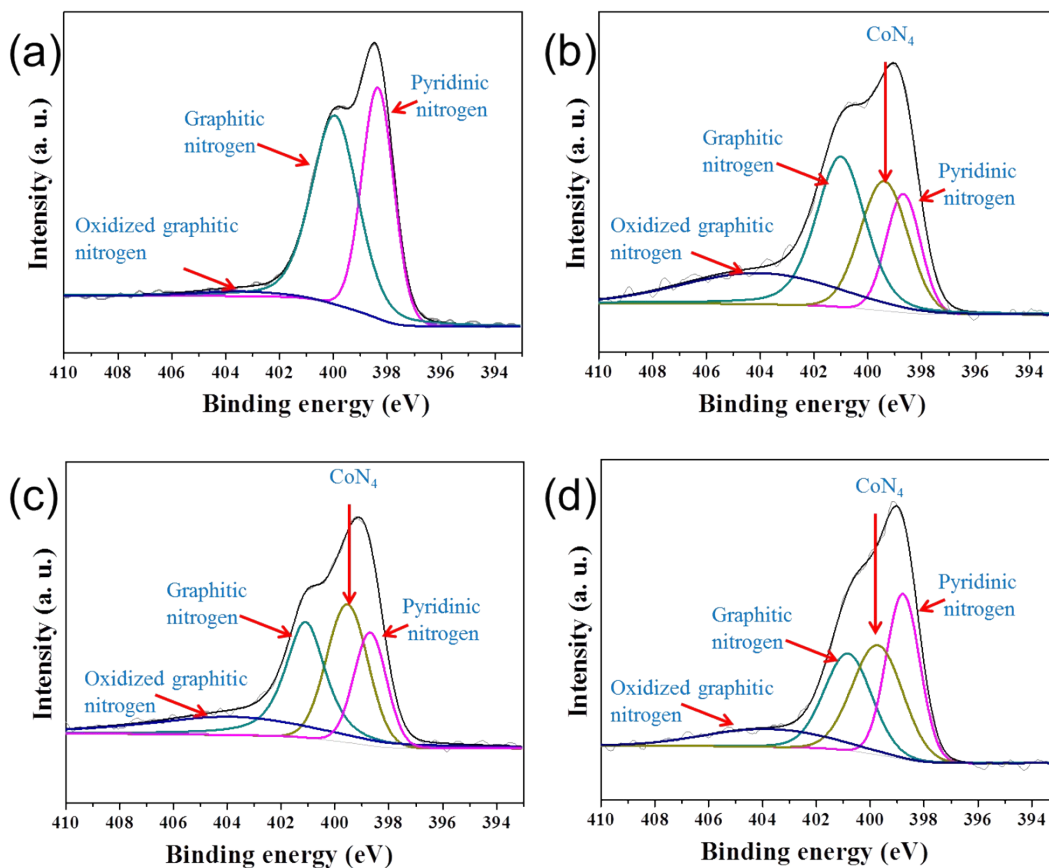 (a)
Intensity (a. u.)
Graphitic
nitrogen
Pyridinic
nitrogen
Oxidized graphitic
nitrogen
410 408 406 404 402 400 398 396 394
Binding energy (eV)
(b)
Intensity (a. u.)
CoN₄
Graphitic
nitrogen
Pyridinic
nitrogen
Oxidized graphitic
nitrogen
410 408 406 404 402 400 398 396 394
Binding energy (eV)
(c)
Intensity (a. u.)
CoN₄
Graphitic
nitrogen
Pyridinic
nitrogen
Oxidized graphitic
nitrogen
410 408 406 404 402 400 398 396 394
Binding energy (eV)
(d)
Intensity (a. u.)
CoN₄
Graphitic
nitrogen
Pyridinic
nitrogen
Oxidized graphitic
nitrogen
410 408 406 404 402 400 398 396 394
Binding energy (eV)